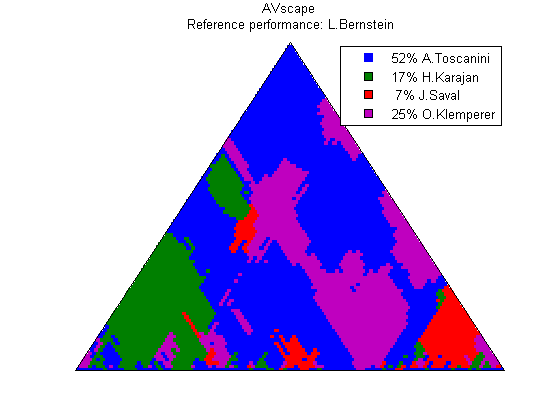 AVscape
Reference performance: L.Bernstein
52% A.Toscanini
17% H.Karajan
7% J.Saval
25% O.Klemperer